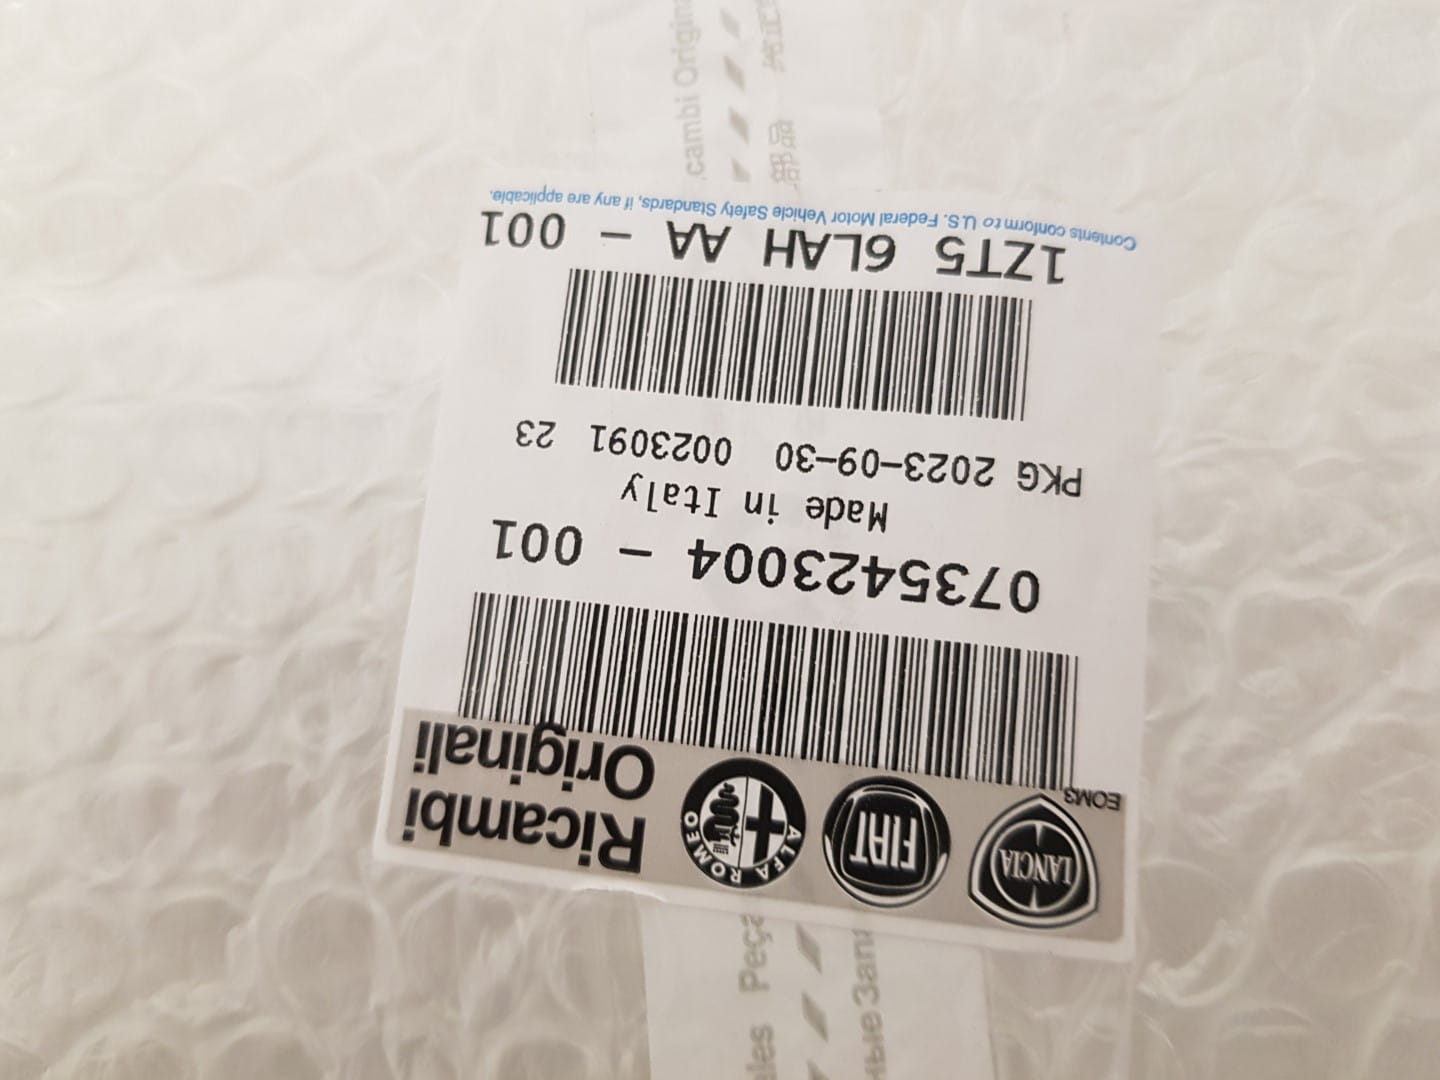 LANCIA
FIAT
ALFA ROMEO
Ricambi
Originali
EOM3
0735423004 - 001
Made in Italy
PKG 2023-09-30 0023091 23
1ZT5 6LAH AA - 001
Contents conform to U.S. Federal Motor Vehicle Safety Standards, if any are applicable.